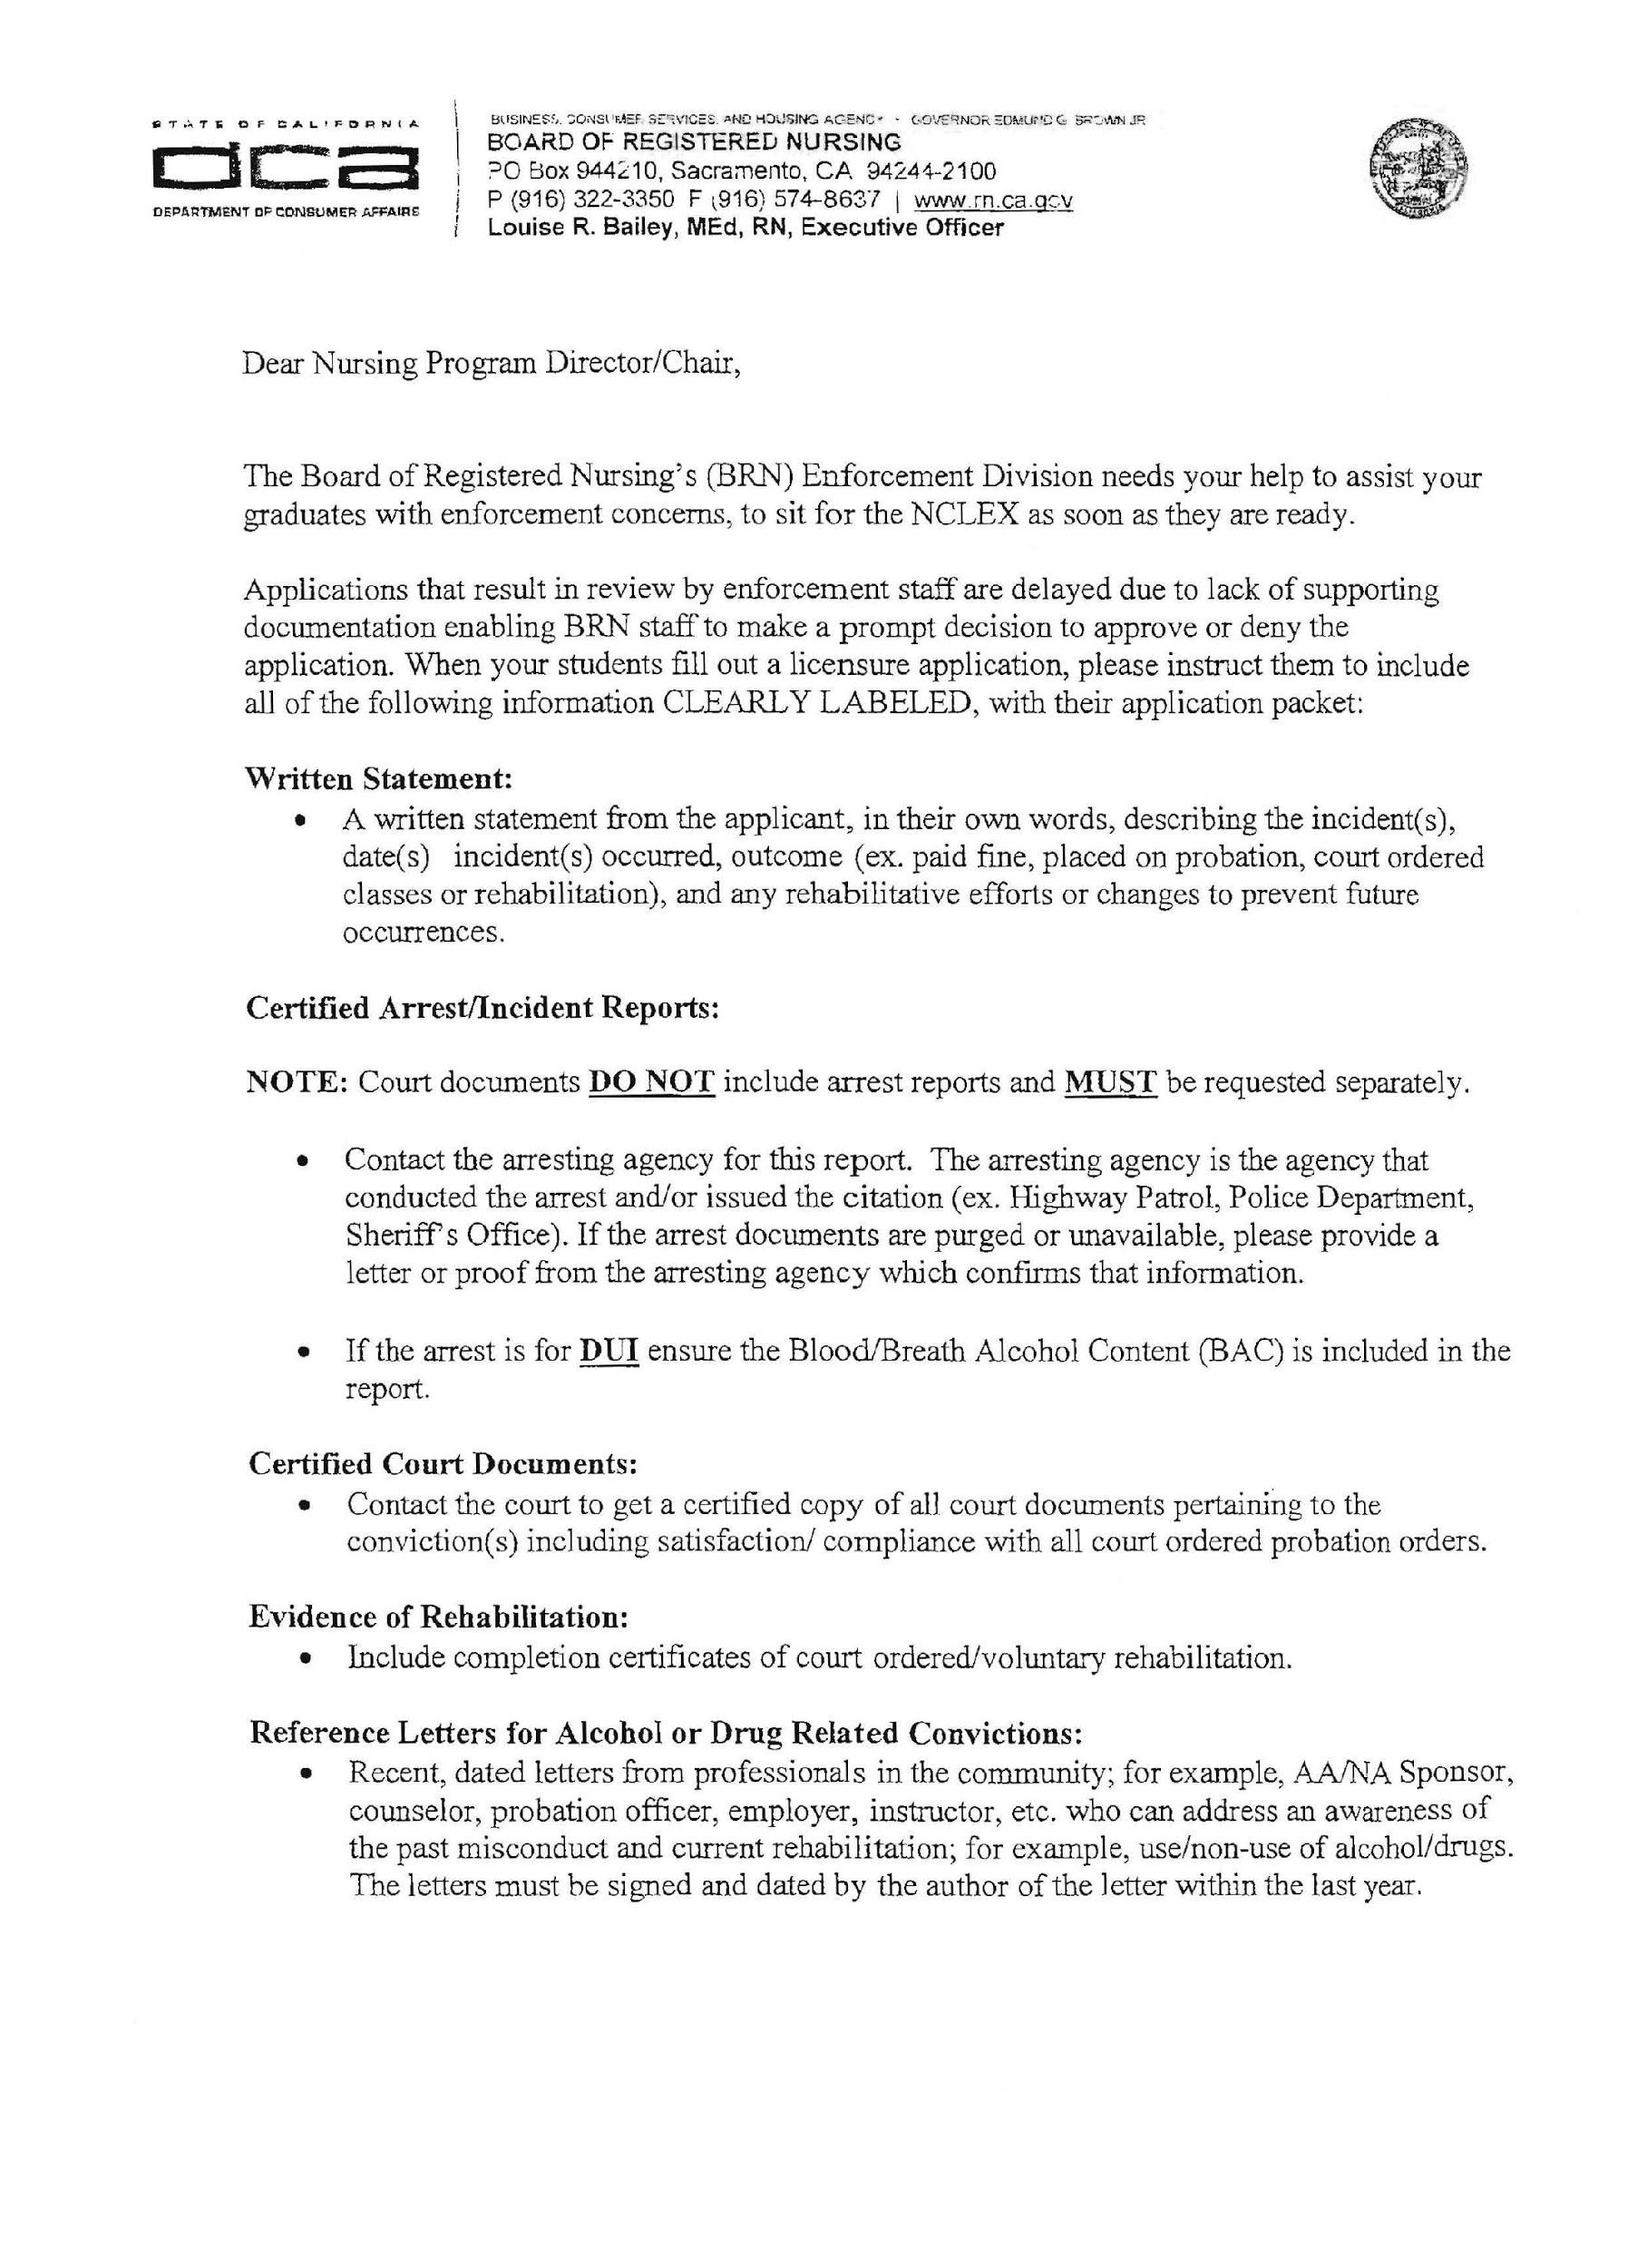 STATE OF CALIFORNIA
dca
DEPARTMENT OF CONSUMER AFFAIRS
BUSINESS, CONSUMER SERVICES, AND HOUSING AGENCY - GOVERNOR EDMUND G. BROWN JR
BOARD OF REGISTERED NURSING
PO Box 944210, Sacramento, CA 94244-2100
P (916) 322-3350 F (916) 574-8637 | www.rn.ca.gov
Louise R. Bailey, MEd, RN, Executive Officer
Dear Nursing Program Director/Chair,
The Board of Registered Nursing's (BRN) Enforcement Division needs your help to assist your
graduates with enforcement concerns, to sit for the NCLEX as soon as they are ready.
Applications that result in review by enforcement staff are delayed due to lack of supporting
documentation enabling BRN staff to make a prompt decision to approve or deny the
application. When your students fill out a licensure application, please instruct them to include
all of the following information CLEARLY LABELED, with their application packet:
Written Statement:
• A written statement from the applicant, in their own words, describing the incident(s),
date(s) incident(s) occurred, outcome (ex. paid fine, placed on probation, court ordered
classes or rehabilitation), and any rehabilitative efforts or changes to prevent future
occurrences.
Certified Arrest/Incident Reports:
NOTE: Court documents DO NOT include arrest reports and MUST be requested separately.
• Contact the arresting agency for this report. The arresting agency is the agency that
conducted the arrest and/or issued the citation (ex. Highway Patrol, Police Department,
Sheriff's Office). If the arrest documents are purged or unavailable, please provide a
letter or proof from the arresting agency which confirms that information.
• If the arrest is for DUI ensure the Blood/Breath Alcohol Content (BAC) is included in the
report.
Certified Court Documents:
• Contact the court to get a certified copy of all court documents pertaining to the
conviction(s) including satisfaction/ compliance with all court ordered probation orders.
Evidence of Rehabilitation:
• Include completion certificates of court ordered/voluntary rehabilitation.
Reference Letters for Alcohol or Drug Related Convictions:
• Recent, dated letters from professionals in the community; for example, AA/NA Sponsor,
counselor, probation officer, employer, instructor, etc. who can address an awareness of
the past misconduct and current rehabilitation; for example, use/non-use of alcohol/drugs.
The letters must be signed and dated by the author of the letter within the last year.